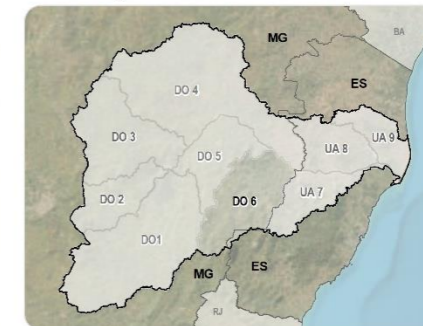 BA
MG
ES
DO 4
DO 3
UA 8
UA 9
DO 5
DO 2
DO 6
UA 7
DO1
MG
ES
RJ